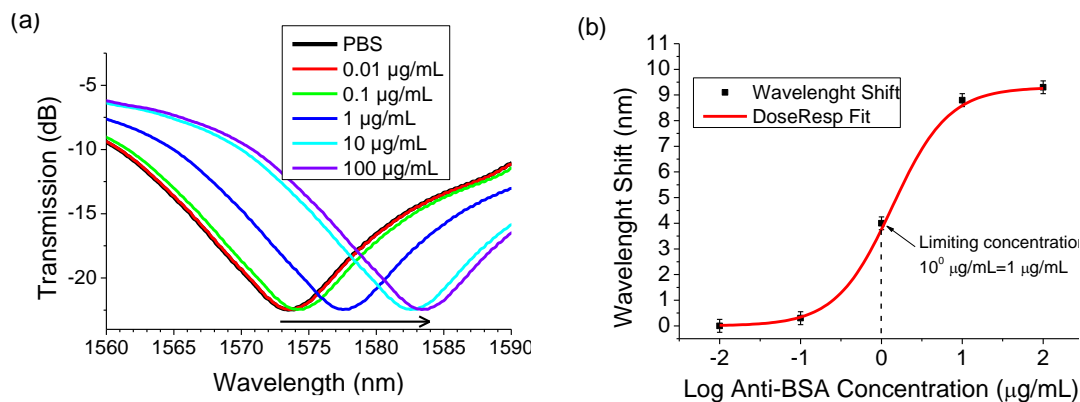 (a)
PBS
0.01 µg/mL
0.1 µg/mL
1 µg/mL
10 µg/mL
100 µg/mL
-5
-10
-15
-20
Transmission (dB)
1560 1565 1570 1575 1580 1585 1590
Wavelength (nm)
(b)
11
10
9
8
7
6
5
4
3
2
1
0
Wavelenght Shift (nm)
Wavelenght Shift
DoseResp Fit
Limiting concentration
10⁰ µg/mL=1 µg/mL
-2 -1 0 1 2
Log Anti-BSA Concentration (µg/mL)